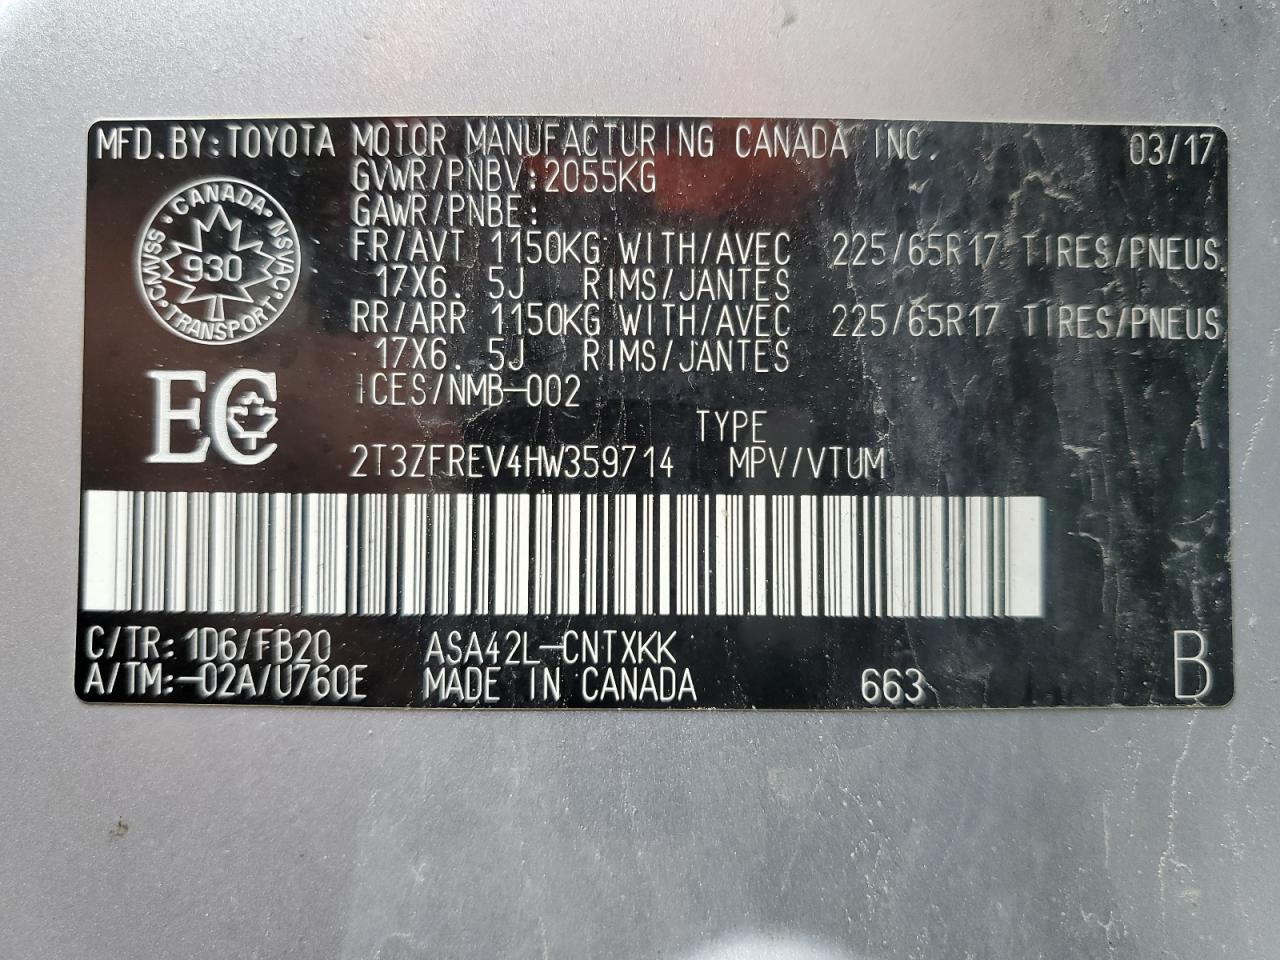 MFD.BY:TOYOTA MOTOR MANUFACTURING CANADA INC. 03/17
GVWR/PNBV:2055KG
GAWR/PNBE:
FR/AVT 1150KG WITH/AVEC 225/65R17 TIRES/PNEUS
17X6. 5J RIMS/JANTES
RR/ARR 1150KG WITH/AVEC 225/65R17 TIRES/PNEUS
17X6. 5J RIMS/JANTES
CANADA · NSVAC · TRANSPORT · CMVSS
930
EC
ICES/NMB-002
TYPE
2T3ZFREV4HW359714 MPV/VTUM
C/TR: 1D6/FB20 ASA42L-CNTXKK B
A/TM:-02A/U760E MADE IN CANADA 663